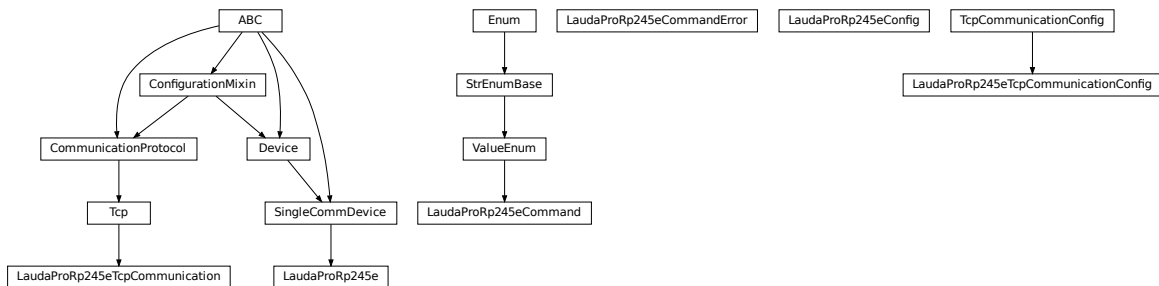 ABC
Enum
LaudaProRp245eCommandError
LaudaProRp245eConfig
TcpCommunicationConfig
ConfigurationMixin
StrEnumBase
LaudaProRp245eTcpCommunicationConfig
CommunicationProtocol
Device
ValueEnum
Tcp
SingleCommDevice
LaudaProRp245eCommand
LaudaProRp245eTcpCommunication
LaudaProRp245e